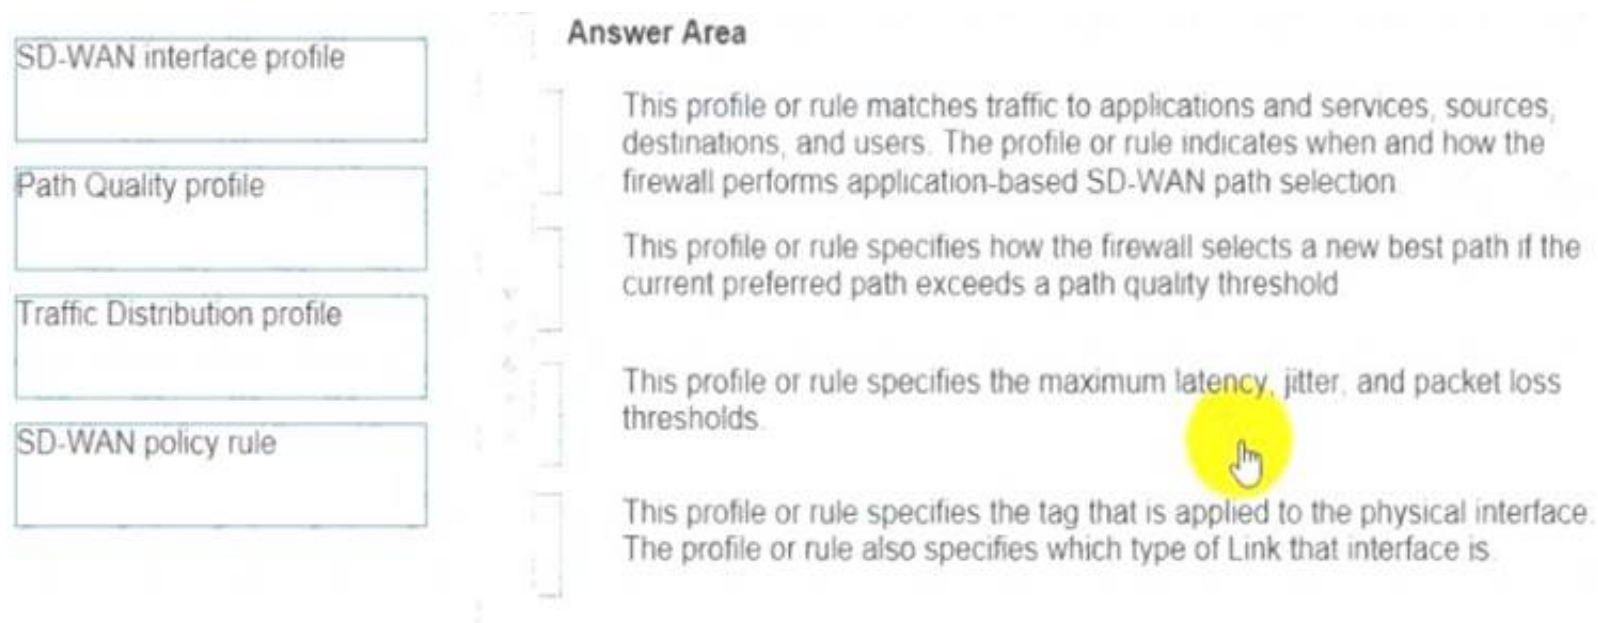 SD-WAN interface profile
Path Quality profile
Traffic Distribution profile
SD-WAN policy rule
Answer Area
This profile or rule matches traffic to applications and services, sources,
destinations, and users. The profile or rule indicates when and how the
firewall performs application-based SD-WAN path selection
This profile or rule specifies how the firewall selects a new best path if the
current preferred path exceeds a path quality threshold
This profile or rule specifies the maximum latency, jitter, and packet loss
thresholds.
This profile or rule specifies the tag that is applied to the physical interface.
The profile or rule also specifies which type of Link that interface is.